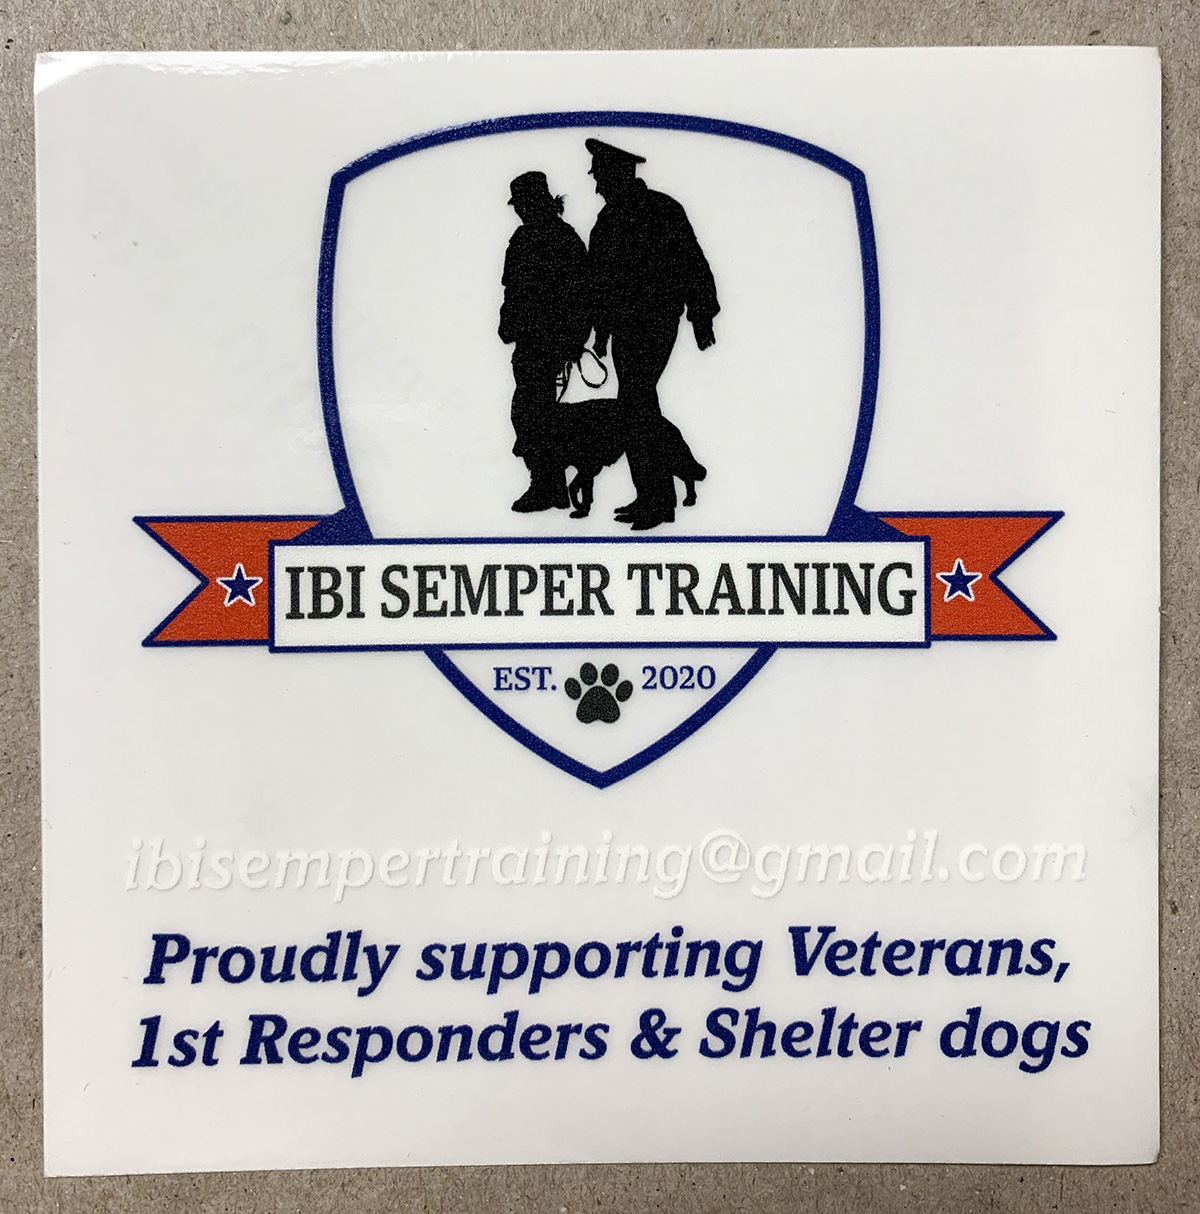 IBI SEMPER TRAINING
EST. 2020
ibisempertraining@gmail.com
Proudly supporting Veterans,
1st Responders & Shelter dogs